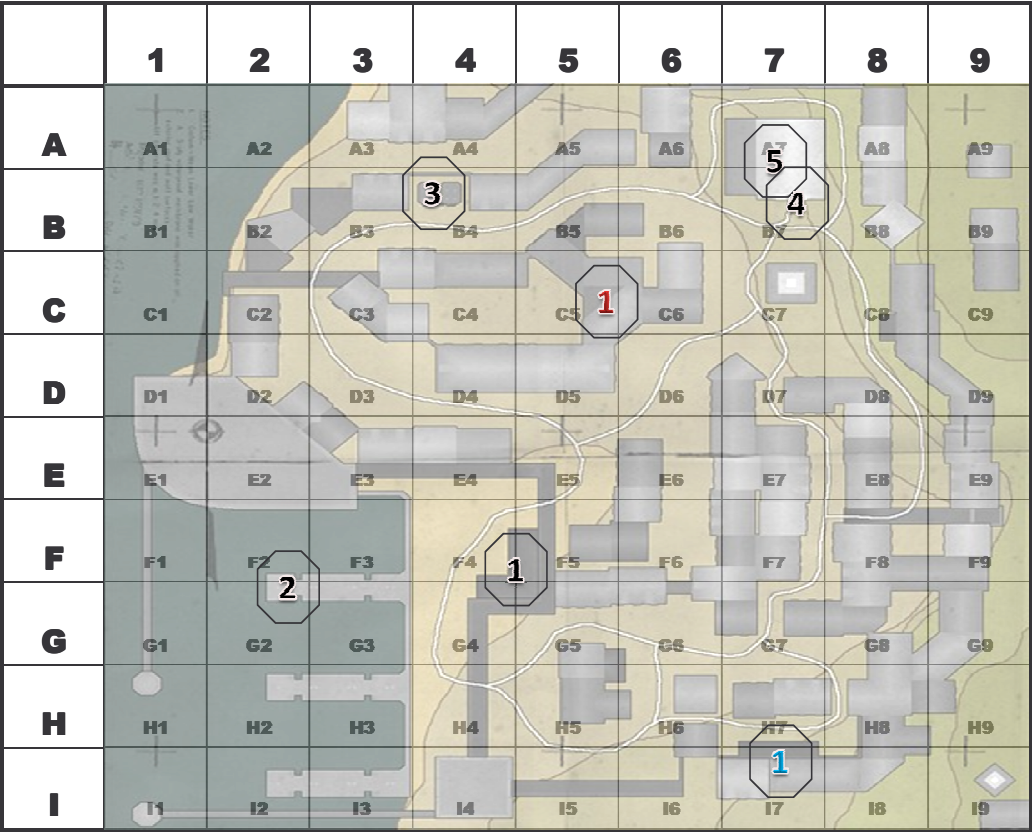 1 2 3 4 5 6 7 8 9
A A1 A2 A3 A4 A5 A6 A7 A8 A9
5
3 4
B B1 B2 B3 B4 B5 B6 B7 B8 B9
1
C C1 C2 C3 C4 C5 C6 C7 C8 C9
D D1 D2 D3 D4 D5 D6 D7 D8 D9
E E1 E2 E3 E4 E5 E6 E7 E8 E9
F F1 F2 F3 F4 1 F5 F6 F7 F8 F9
2
G G1 G2 G3 G4 G5 G6 G7 G8 G9
H H1 H2 H3 H4 H5 H6 H7 H8 H9
1
I I1 I2 I3 I4 I5 I6 I7 I8 I9